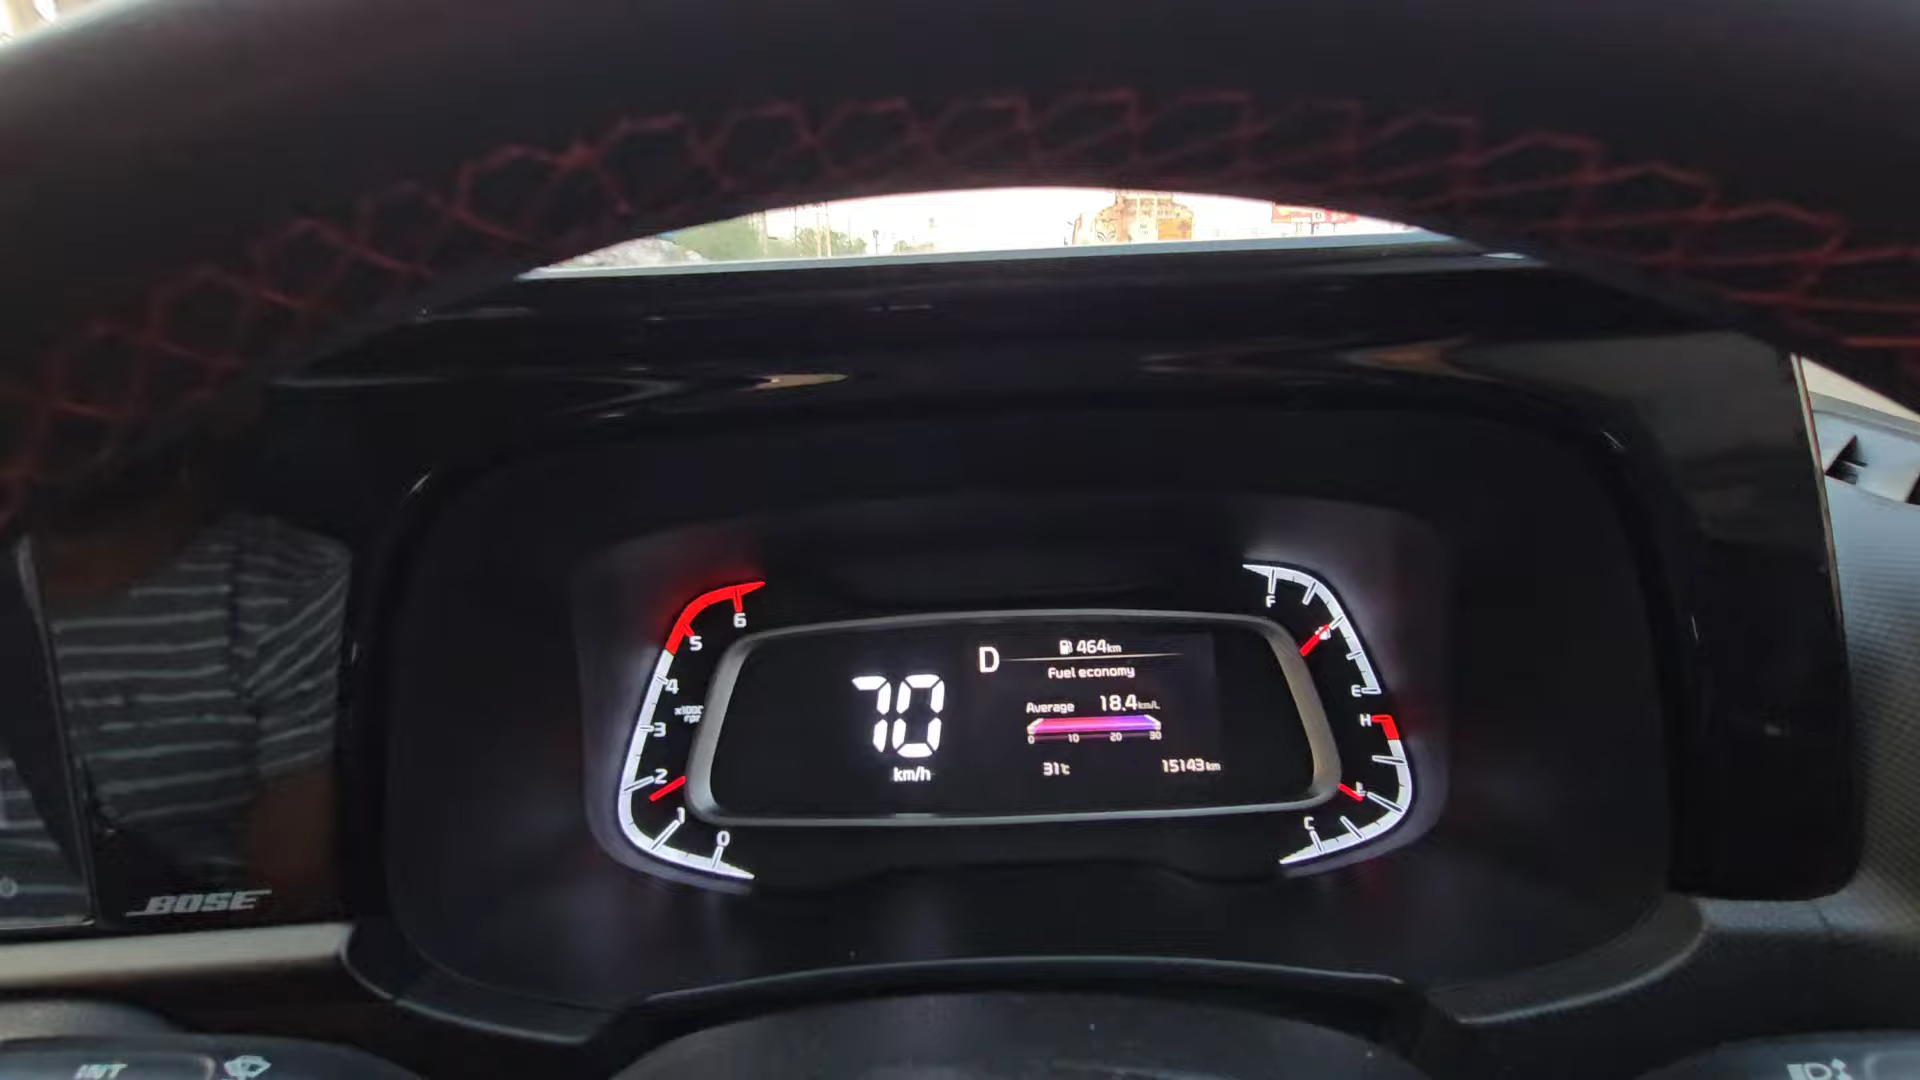 6
5
4
x1000
rpm
3
2
1
0
70
km/h
D
464km
Fuel economy
Average 18.4km/L
0 10 20 30
31℃
15143km
F
E
H
C
BOSE
INT